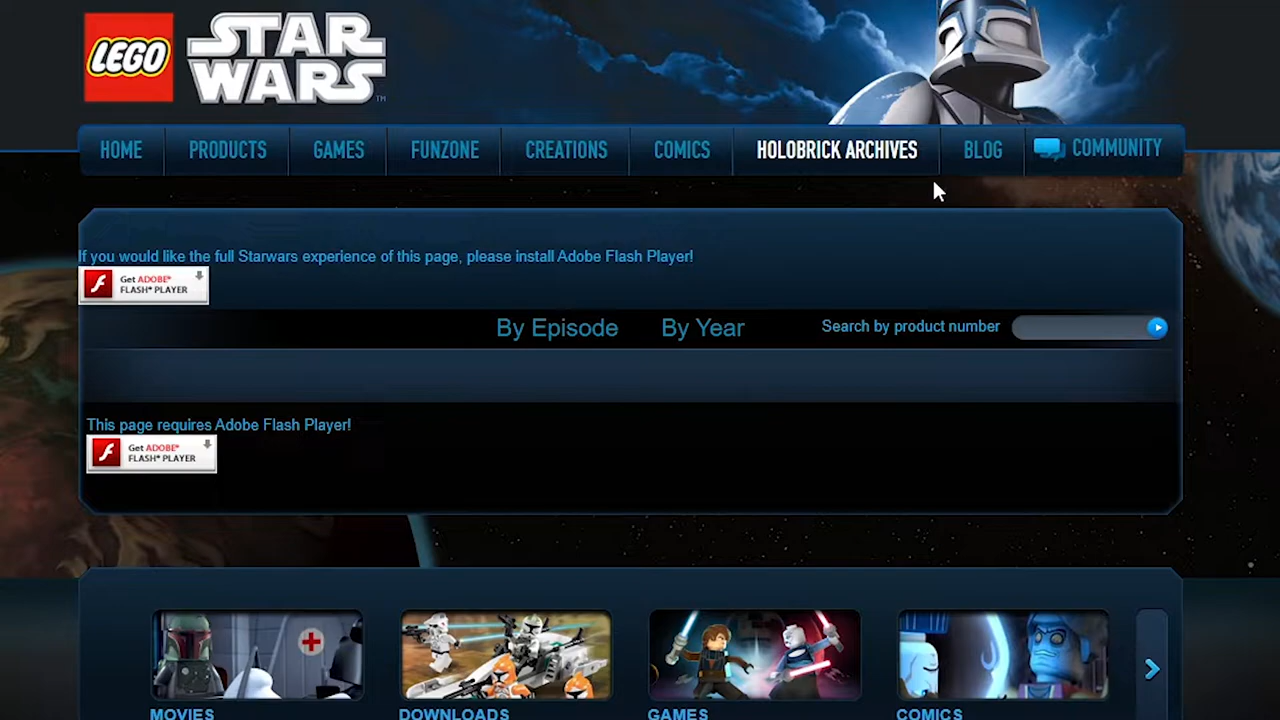 LEGO
STAR
WARS™
HOME PRODUCTS GAMES FUNZONE CREATIONS COMICS HOLOBRICK ARCHIVES BLOG COMMUNITY
If you would like the full Starwars experience of this page, please install Adobe Flash Player!
Get ADOBE®
FLASH® PLAYER
By Episode By Year Search by product number
This page requires Adobe Flash Player!
Get ADOBE®
FLASH® PLAYER
MOVIES DOWNLOADS GAMES COMICS